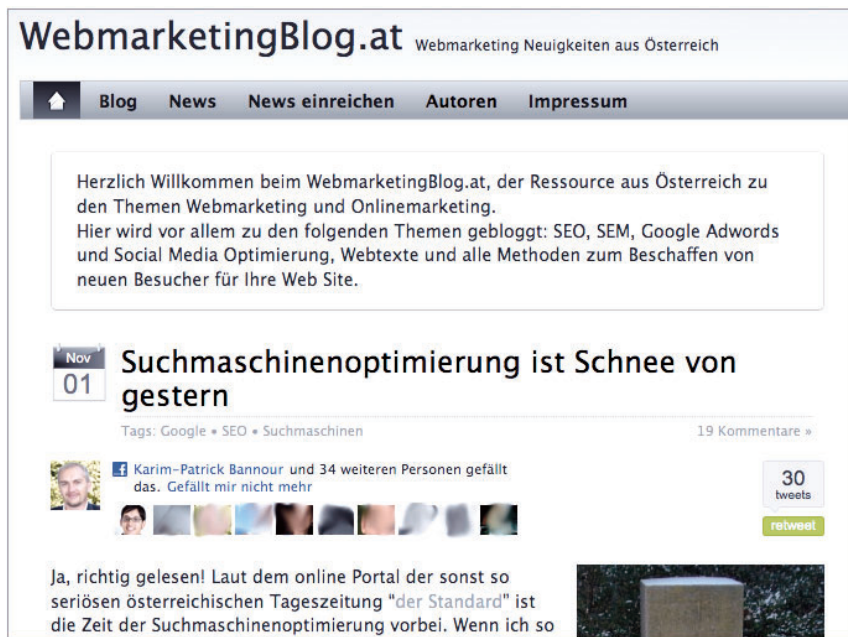 WebmarketingBlog.at Webmarketing Neuigkeiten aus Österreich
Blog News News einreichen Autoren Impressum
Herzlich Willkommen beim WebmarketingBlog.at, der Ressource aus Österreich zu
den Themen Webmarketing und Onlinemarketing.
Hier wird vor allem zu den folgenden Themen gebloggt: SEO, SEM, Google Adwords
und Social Media Optimierung, Webtexte und alle Methoden zum Beschaffen von
neuen Besucher für Ihre Web Site.
Nov
01
Suchmaschinenoptimierung ist Schnee von
gestern
Tags: Google • SEO • Suchmaschinen 19 Kommentare »
Karim-Patrick Bannour und 34 weiteren Personen gefällt
das. Gefällt mir nicht mehr
30
tweets
retweet
Ja, richtig gelesen! Laut dem online Portal der sonst so
seriösen österreichischen Tageszeitung “der Standard” ist
die Zeit der Suchmaschinenoptimierung vorbei. Wenn ich so